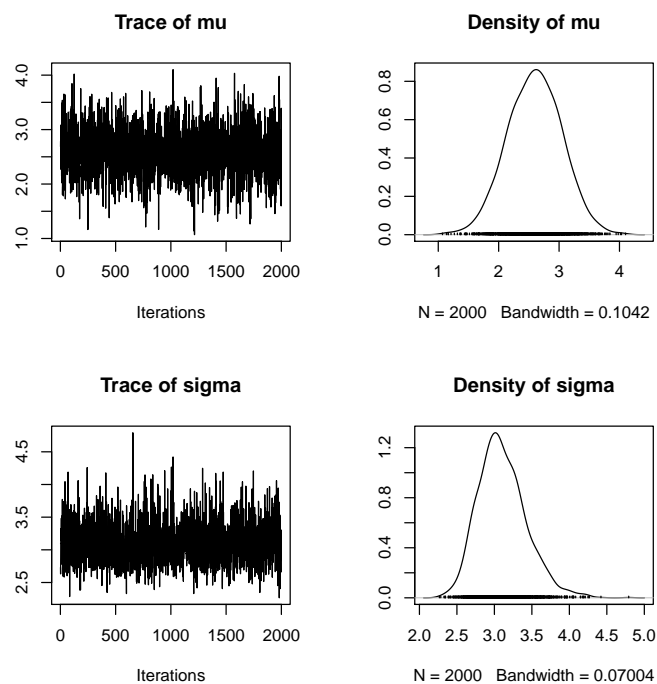 Trace of mu
4.0
3.0
2.0
1.0
0 500 1000 1500 2000
Iterations
Density of mu
0.8
0.6
0.4
0.2
0.0
1 2 3 4
N = 2000 Bandwidth = 0.1042
Trace of sigma
4.5
3.5
2.5
0 500 1000 1500 2000
Iterations
Density of sigma
1.2
0.8
0.4
0.0
2.0 2.5 3.0 3.5 4.0 4.5 5.0
N = 2000 Bandwidth = 0.07004